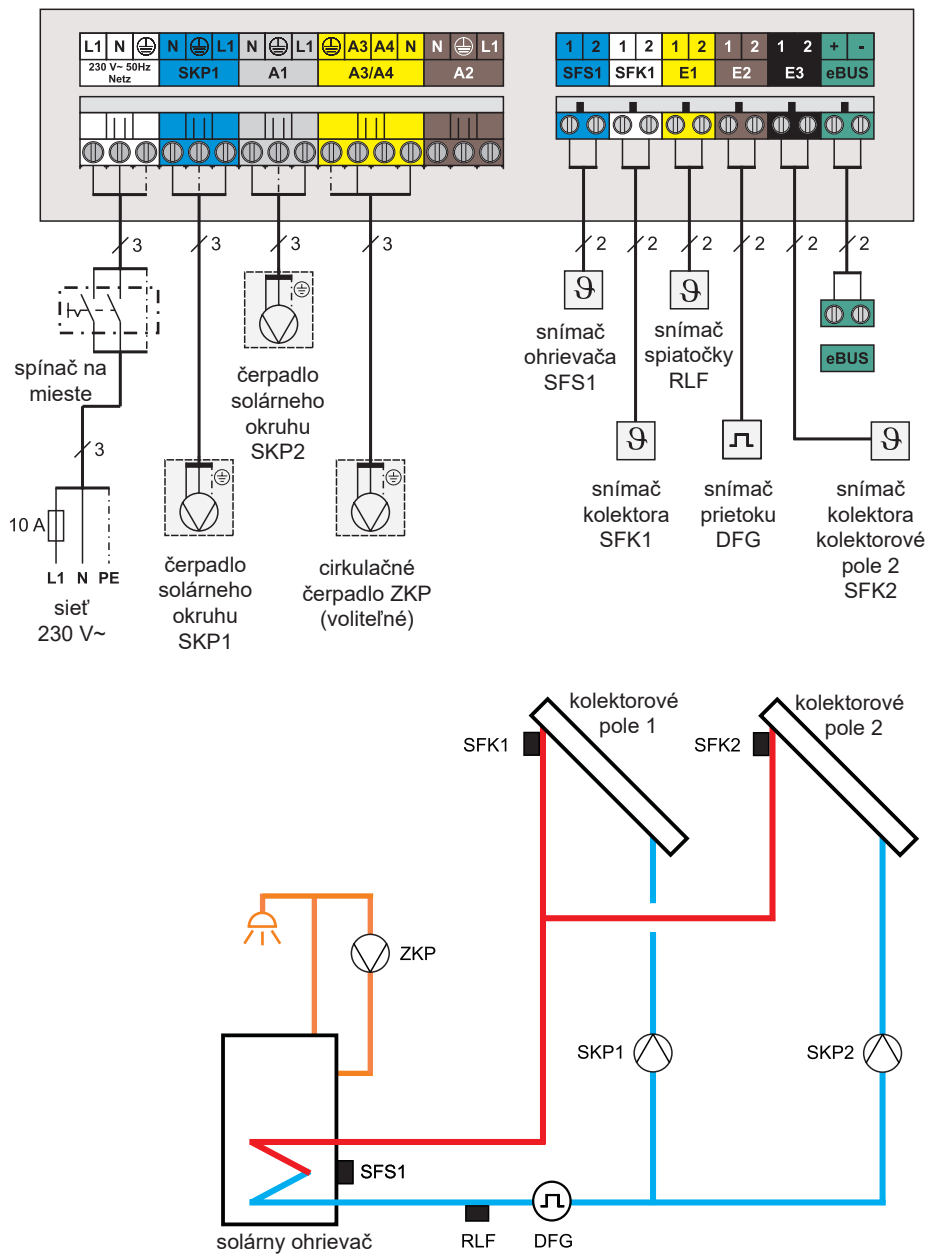 L1 N N L1 N L1 A3 A4 N N L1
230 V~ 50Hz
Netz
SKP1 A1 A3/A4 A2
1 2 1 2 1 2 1 2 1 2 + -
SFS1 SFK1 E1 E2 E3 eBUS
3 3 3 3 2 2 2 2 2 2
spínač na
mieste
3
10 A
L1 N PE
sieť
230 V~
čerpadlo
solárneho
okruhu
SKP1
čerpadlo
solárneho
okruhu
SKP2
cirkulačné
čerpadlo ZKP
(voliteľné)
ϑ
snímač
ohrievača
SFS1
ϑ
snímač
kolektora
SFK1
ϑ
snímač
spiatočky
RLF
snímač
prietoku
DFG
eBUS
ϑ
snímač
kolektora
kolektorové
pole 2
SFK2
kolektorové
pole 1
kolektorové
pole 2
SFK1
SFK2
ZKP
SKP1
SKP2
SFS1
solárny ohrievač
RLF
DFG